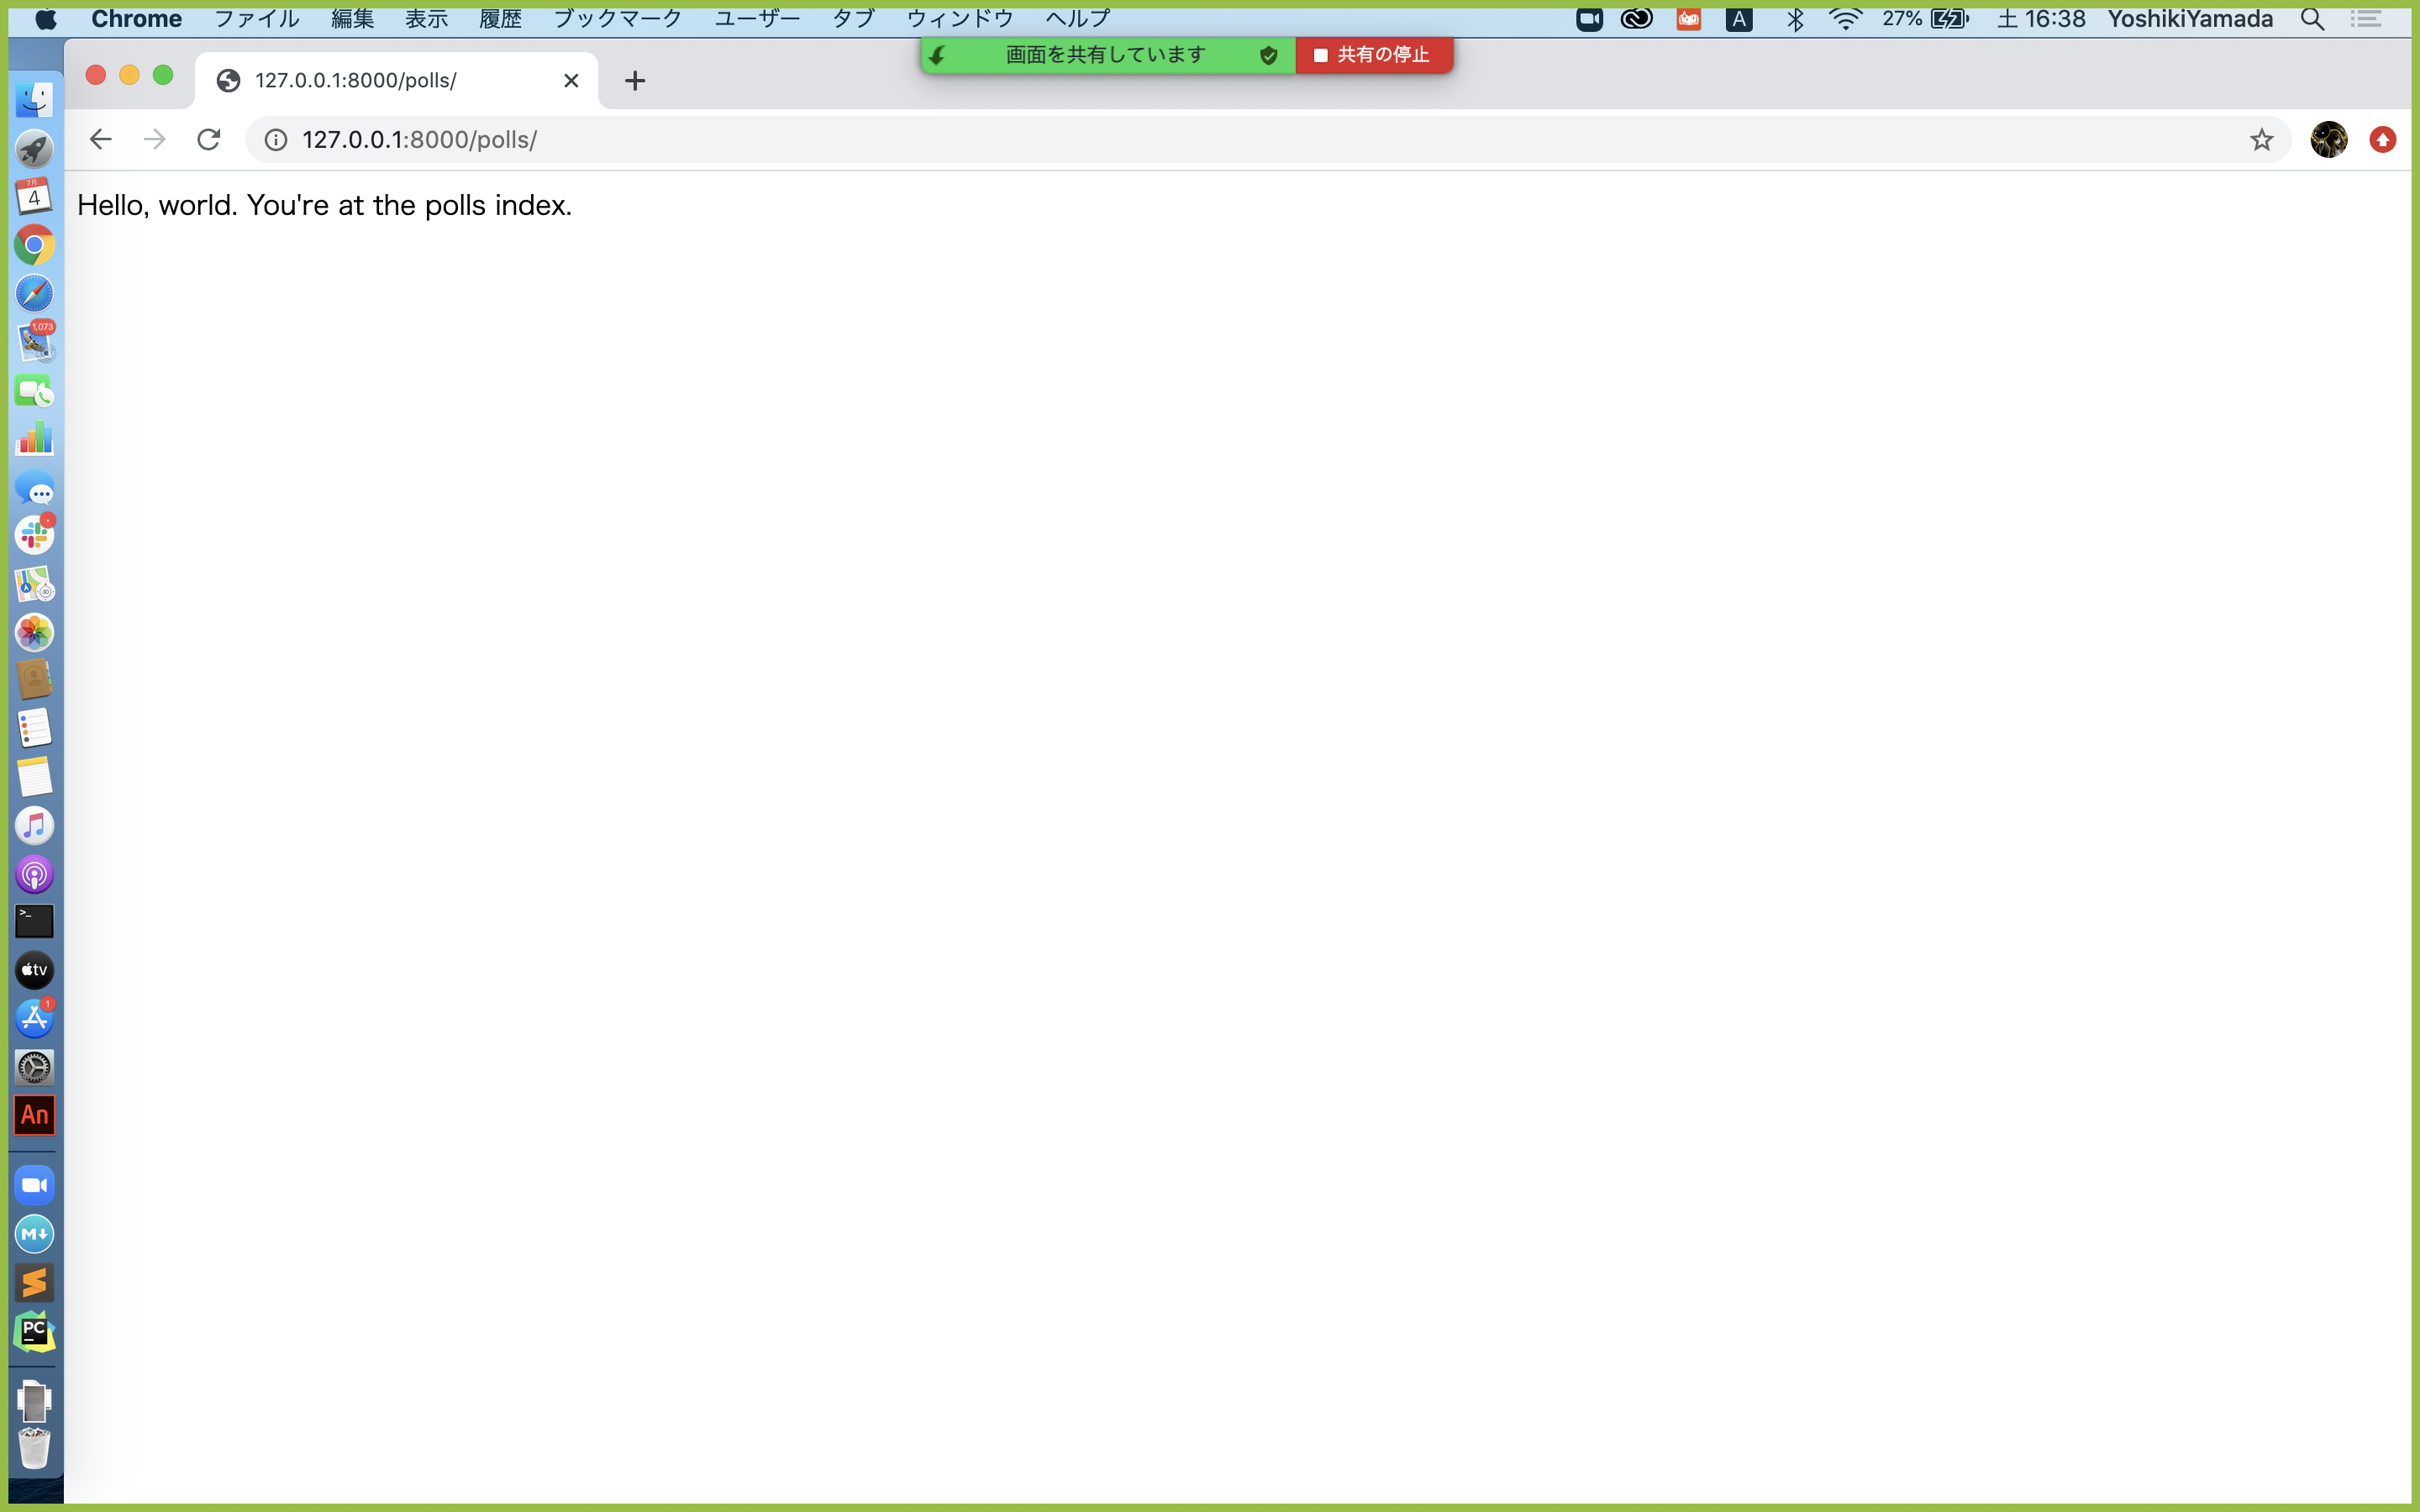 Chrome ファイル 編集 表示 履歴 ブックマーク ユーザー タブ ウィンドウ ヘルプ A 27% 土 16:38 YoshikiYamada
画面を共有しています 共有の停止
127.0.0.1:8000/polls/
127.0.0.1:8000/polls/
Hello, world. You're at the polls index.
7月
4
1,073
3D
>_
tv
1
An
M
PC